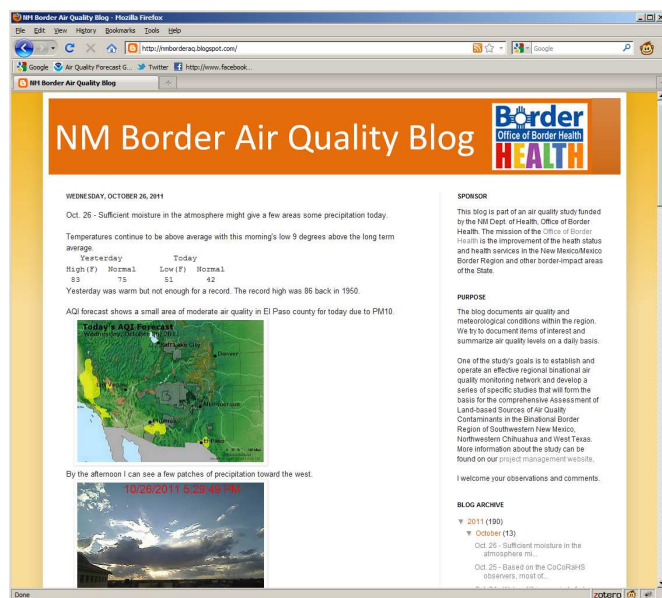 NM Border Air Quality Blog - Mozilla Firefox
File Edit View History Bookmarks Tools Help
http://nmborderaq.blogspot.com/
Google
Google Air Quality Forecast G... Twitter http://www.facebook...
NM Border Air Quality Blog
NM Border Air Quality Blog
Border
Office of Border Health
HEALTH
WEDNESDAY, OCTOBER 26, 2011
Oct. 26 - Sufficient moisture in the atmosphere might give a few areas some precipitation today.
Temperatures continue to be above average with this morning's low 9 degrees above the long term
average.
Yesterday Today
High(F) Normal Low(F) Normal
83 75 51 42
Yesterday was warm but not enough for a record. The record high was 86 back in 1950.
AQI forecast shows a small area of moderate air quality in El Paso county for today due to PM10.
Today's AQI Forecast
Wednesday, October 26, 2011
Salt Lake City
Denver
Albuquerque
Phoenix
El Paso
By the afternoon I can see a few patches of precipitation toward the west.
10/26/2011 5:29:49 PM
SPONSOR
This blog is part of an air quality study funded
by the NM Dept. of Health, Office of Border
Health. The mission of the Office of Border
Health is the improvement of the heath status
and health services in the New Mexico/Mexico
Border Region and other border-impact areas
of the State.
PURPOSE
The blog documents air quality and
meteorological conditions within the region.
We try to document items of interest and
summarize air quality levels on a daily basis.
One of the study's goals is to establish and
operate an effective regional binational air
quality monitoring network and develop a
series of specific studies that will form the
basis for the comprehensive Assessment of
Land-based Sources of Air Quality
Contaminants in the Binational Border
Region of Southwestern New Mexico,
Northwestern Chihuahua and West Texas.
More information about the study can be
found on our project management website.
I welcome your observations and comments.
BLOG ARCHIVE
▼ 2011 (190)
▼ October (13)
Oct. 26 - Sufficient moisture in the
atmosphere mi...
Oct. 25 - Based on the CoCoRaHS
observers, most of...
Done
zotero